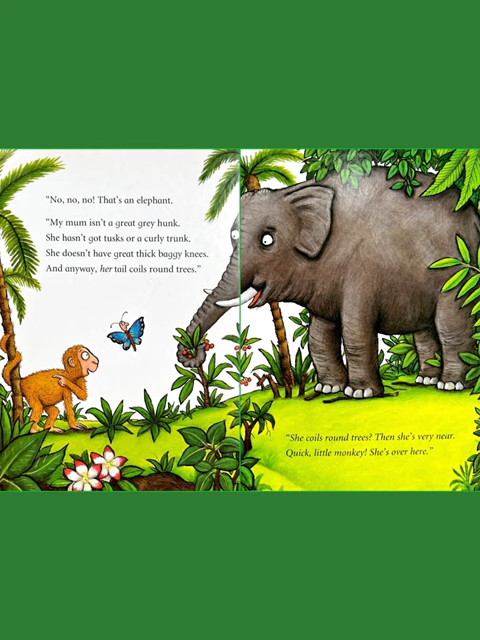 "No, no, no! That's an elephant.
"My mum isn't a great grey hunk.
She hasn't got tusks or a curly trunk.
She doesn't have great thick baggy knees.
And anyway, her tail coils round trees."
"She coils round trees? Then she's very near.
Quick, little monkey! She's over here."